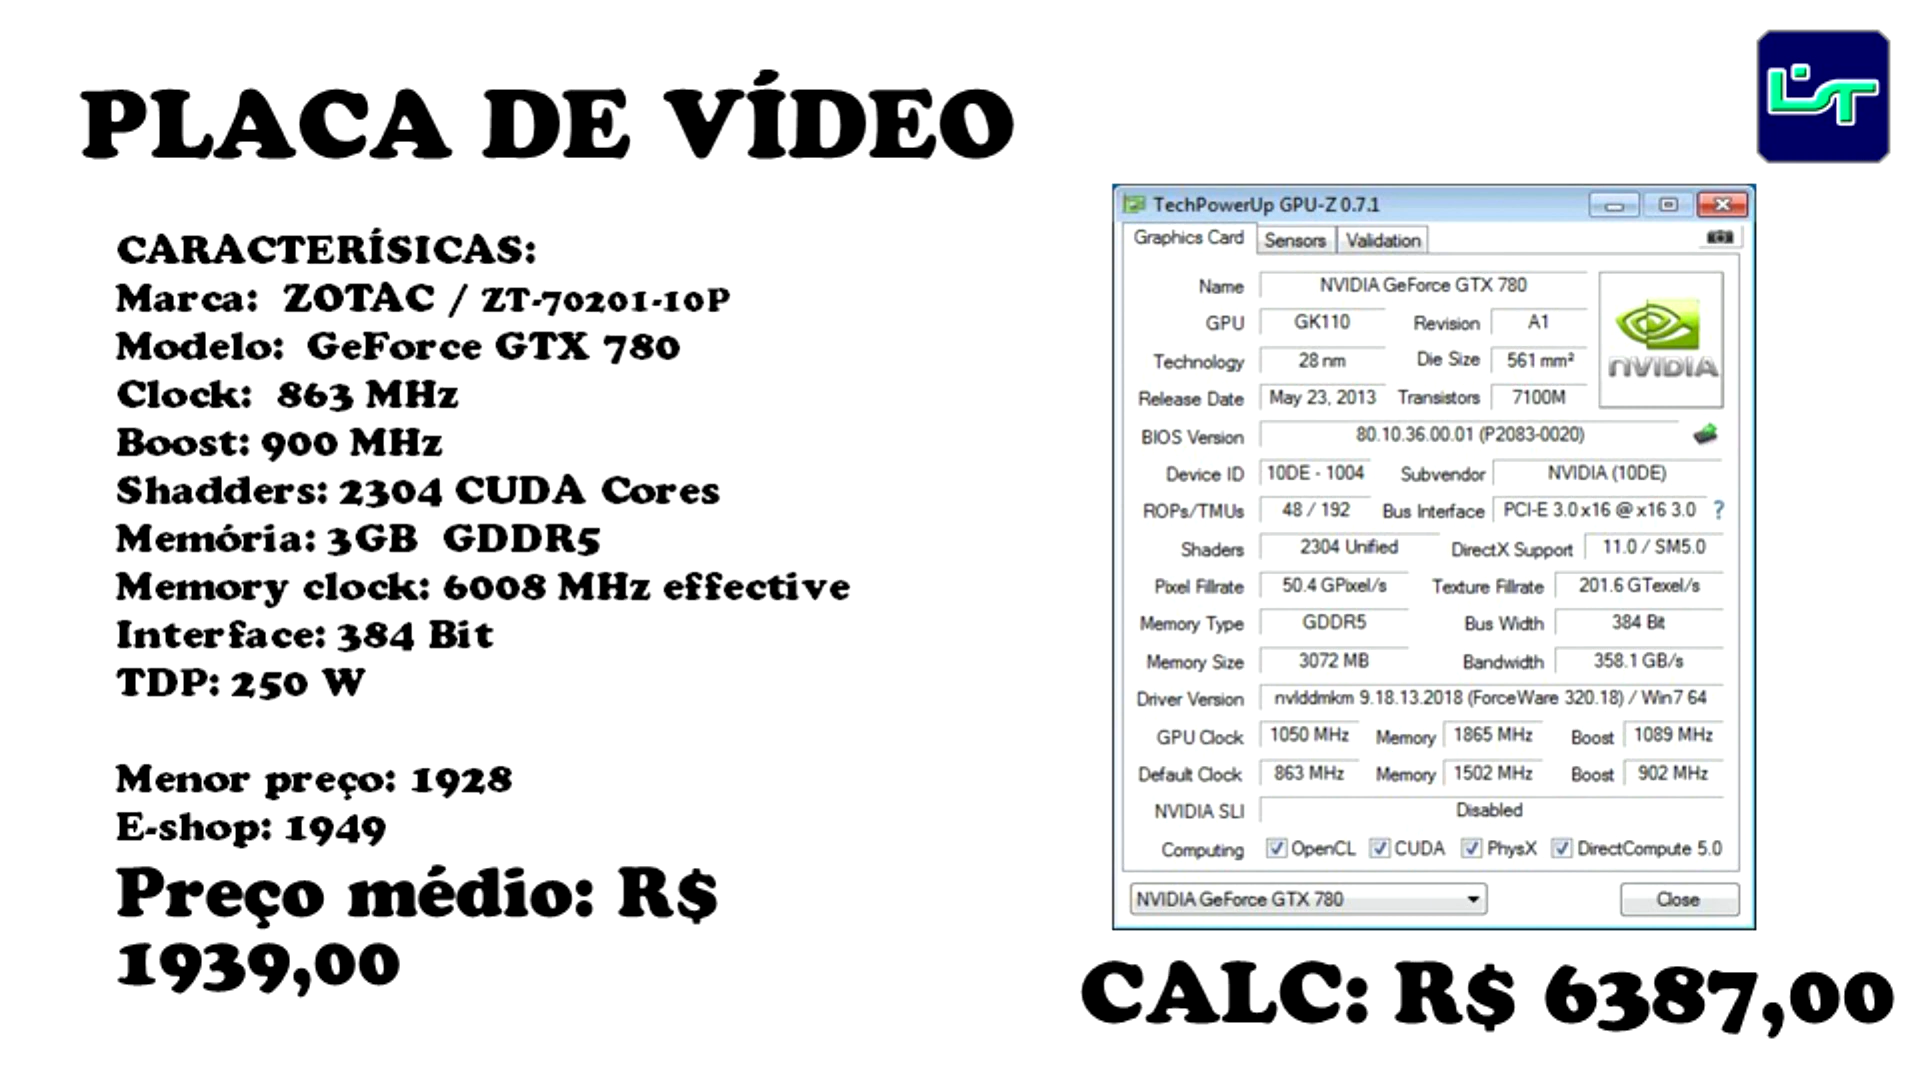 PLACA DE VÍDEO
LIST
CARACTERÍSICAS:
Marca: ZOTAC / ZT-70201-10P
Modelo: GeForce GTX 780
Clock: 863 MHz
Boost: 900 MHz
Shadders: 2304 CUDA Cores
Memória: 3GB GDDR5
Memory clock: 6008 MHz effective
Interface: 384 Bit
TDP: 250 W
Menor preço: 1928
E-shop: 1949
Preço médio: R$
1939,00
TechPowerUp GPU-Z 0.7.1
Graphics Card Sensors Validation
Name NVIDIA GeForce GTX 780
GPU GK110 Revision A1
Technology 28 nm Die Size 561 mm²
nVIDIA
Release Date May 23, 2013 Transistors 7100M
BIOS Version 80.10.36.00.01 (P2083-0020)
Device ID 10DE - 1004 Subvendor NVIDIA (10DE)
ROPs/TMUs 48 / 192 Bus Interface PCI-E 3.0 x16 @ x16 3.0 ?
Shaders 2304 Unified DirectX Support 11.0 / SM5.0
Pixel Fillrate 50.4 GPixel/s Texture Fillrate 201.6 GTexel/s
Memory Type GDDR5 Bus Width 384 Bit
Memory Size 3072 MB Bandwidth 358.1 GB/s
Driver Version nvlddmkm 9.18.13.2018 (ForceWare 320.18) / Win7 64
GPU Clock 1050 MHz Memory 1865 MHz Boost 1089 MHz
Default Clock 863 MHz Memory 1502 MHz Boost 902 MHz
NVIDIA SLI Disabled
Computing OpenCL CUDA PhysX DirectCompute 5.0
NVIDIA GeForce GTX 780 Close
CALC: R$ 6387,00